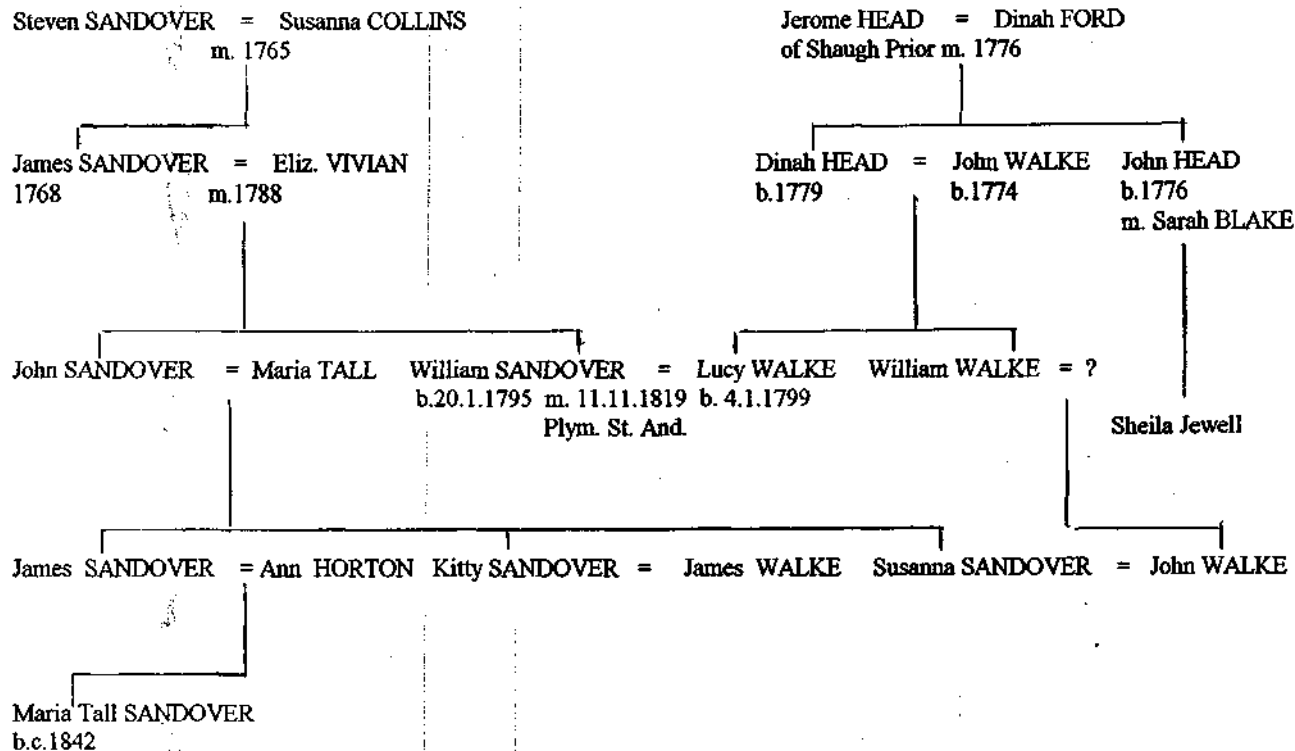 Steven SANDOVER = Susanna COLLINS Jerome HEAD = Dinah FORD
m. 1765 of Shaugh Prior m. 1776
James SANDOVER = Eliz. VIVIAN Dinah HEAD = John WALKE John HEAD
1768 m.1788 b.1779 b.1774 b.1776
m. Sarah BLAKE
John SANDOVER = Maria TALL William SANDOVER = Lucy WALKE William WALKE = ?
b.20.1.1795 m. 11.11.1819 b. 4.1.1799
Plym. St. And.
Sheila Jewell
James SANDOVER = Ann HORTON Kitty SANDOVER = James WALKE Susanna SANDOVER = John WALKE
Maria Tall SANDOVER
b.c.1842